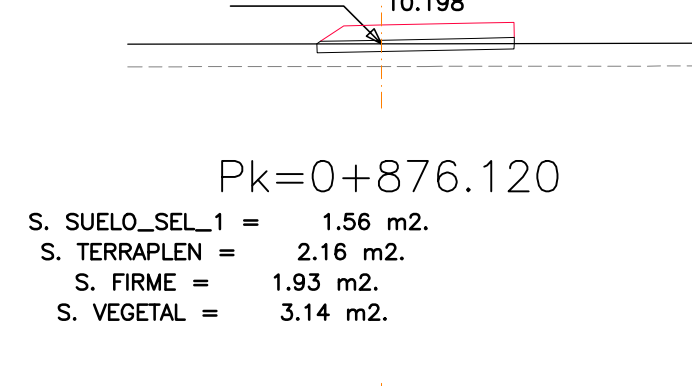 10.198
Pk=0+876.120
S. SUELO_SEL_1 = 1.56 m2.
S. TERRAPLEN = 2.16 m2.
S. FIRME = 1.93 m2.
S. VEGETAL = 3.14 m2.